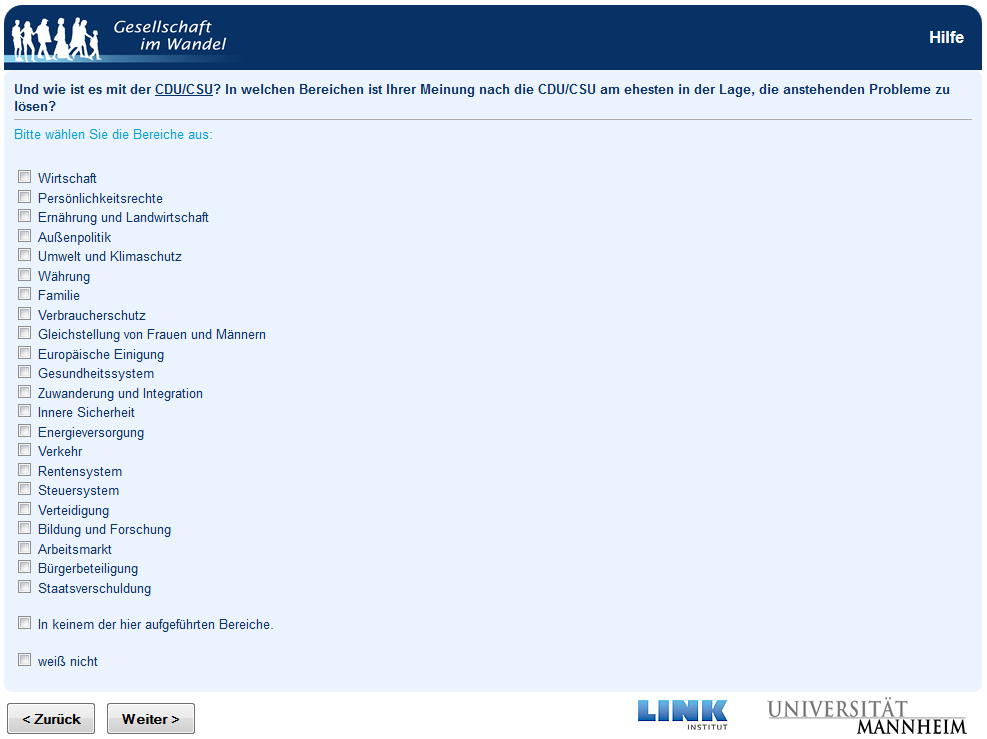 Gesellschaft
im Wandel
Hilfe
Und wie ist es mit der CDU/CSU? In welchen Bereichen ist Ihrer Meinung nach die CDU/CSU am ehesten in der Lage, die anstehenden Probleme zu
lösen?
Bitte wählen Sie die Bereiche aus:
Wirtschaft
Persönlichkeitsrechte
Ernährung und Landwirtschaft
Außenpolitik
Umwelt und Klimaschutz
Währung
Familie
Verbraucherschutz
Gleichstellung von Frauen und Männern
Europäische Einigung
Gesundheitssystem
Zuwanderung und Integration
Innere Sicherheit
Energieversorgung
Verkehr
Rentensystem
Steuersystem
Verteidigung
Bildung und Forschung
Arbeitsmarkt
Bürgerbeteiligung
Staatsverschuldung
In keinem der hier aufgeführten Bereiche.
weiß nicht
< Zurück
Weiter >
LINK
INSTITUT
UNIVERSITÄT
MANNHEIM